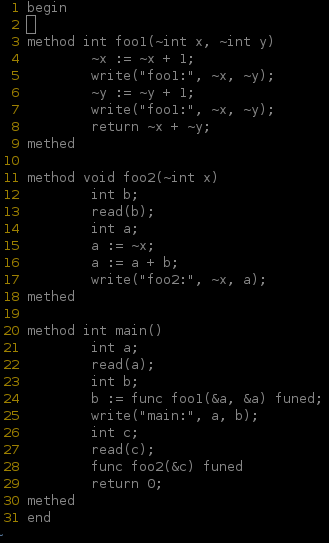 1 begin
2
3 method int foo1(~int x, ~int y)
4 ~x := ~x + 1;
5 write("foo1:", ~x, ~y);
6 ~y := ~y + 1;
7 write("foo1:", ~x, ~y);
8 return ~x + ~y;
9 methed
10
11 method void foo2(~int x)
12 int b;
13 read(b);
14 int a;
15 a := ~x;
16 a := a + b;
17 write("foo2:", ~x, a);
18 methed
19
20 method int main()
21 int a;
22 read(a);
23 int b;
24 b := func foo1(&a, &a) funed;
25 write("main:", a, b);
26 int c;
27 read(c);
28 func foo2(&c) funed
29 return 0;
30 methed
31 end
~